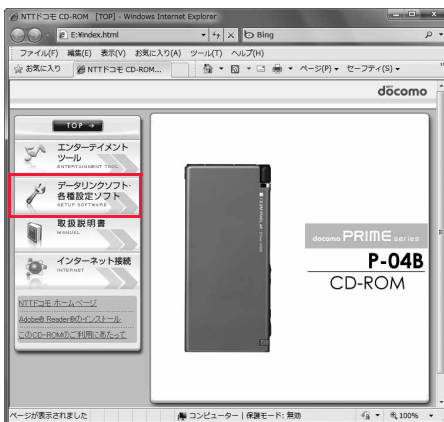 NTTドコモ CD-ROM [TOP] - Windows Internet Explorer
E:¥index.html
Bing
ファイル(F) 編集(E) 表示(V) お気に入り(A) ツール(T) ヘルプ(H)
お気に入り NTTドコモ CD-ROM... ページ(P) セーフティ(S)
döcomo
TOP →
エンターテイメント
ツール
ENTERTAINMENT TOOL
データリンクソフト・
各種設定ソフト
SETUP SOFTWARE
取扱説明書
MANUAL
インターネット接続
INTERNET
NTTドコモ ホームページ
Adobe® Reader®のインストール
このCD-ROMのご利用にあたって
docomo PRIME series
P-04B
CD-ROM
ページが表示されました コンピューター | 保護モード: 無効 100%